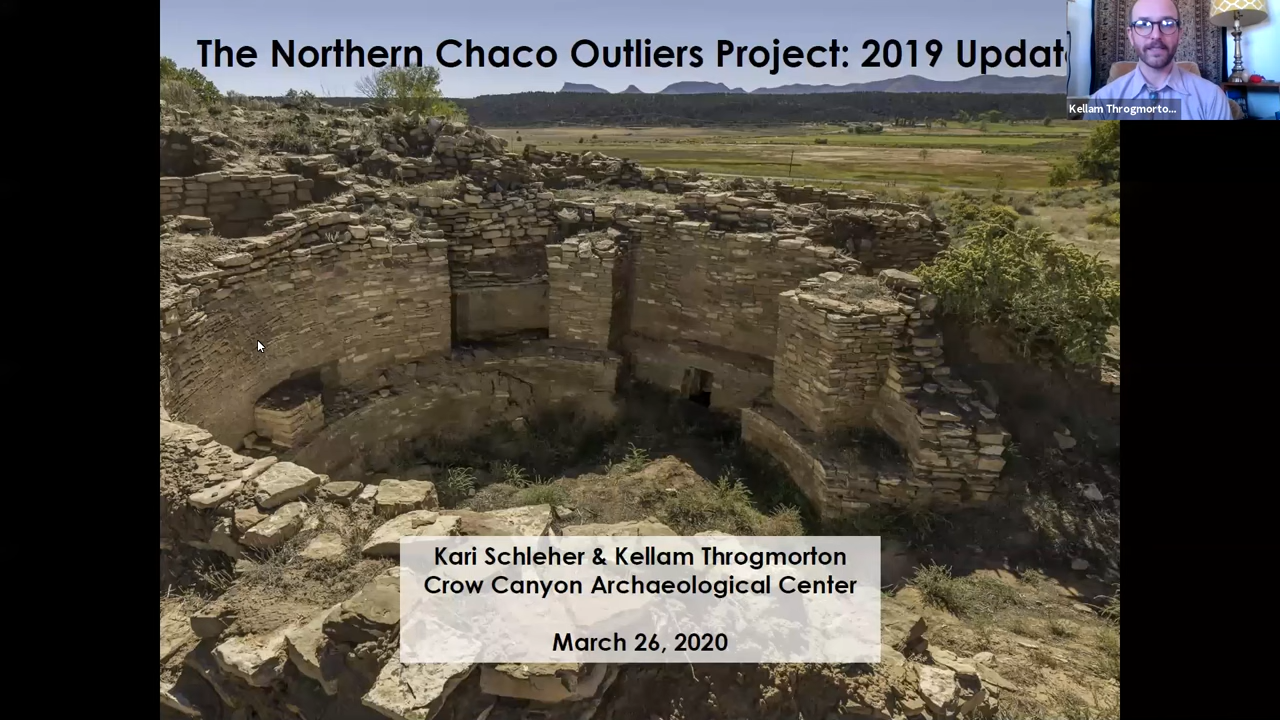 The Northern Chaco Outliers Project: 2019 Updat
Kellam Throgmorto...
Kari Schleher & Kellam Throgmorton
Crow Canyon Archaeological Center
March 26, 2020